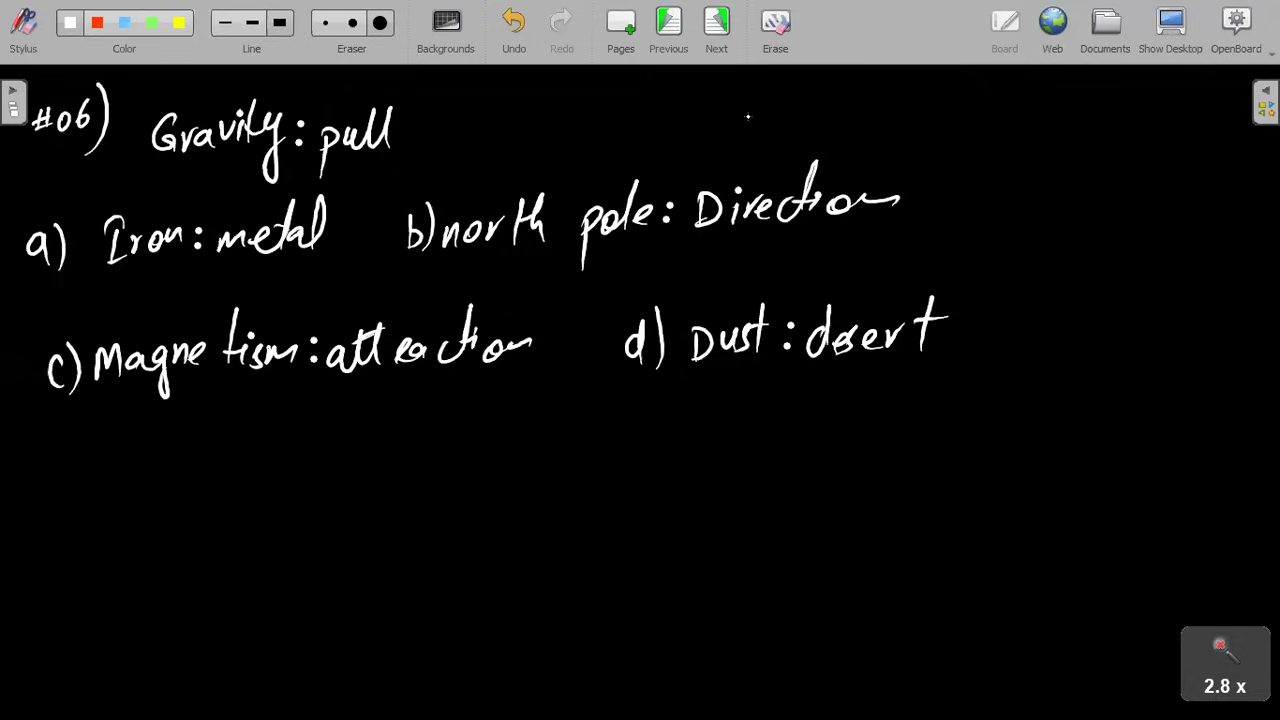 Stylus Color Line Eraser Backgrounds Undo Redo Pages Previous Next Erase Board Web Documents Show Desktop OpenBoard
#06) Gravity: pull
a) Iron: metal b) north pole: Direction
c) Magnetism: attraction d) Dust: desert
2.8 x